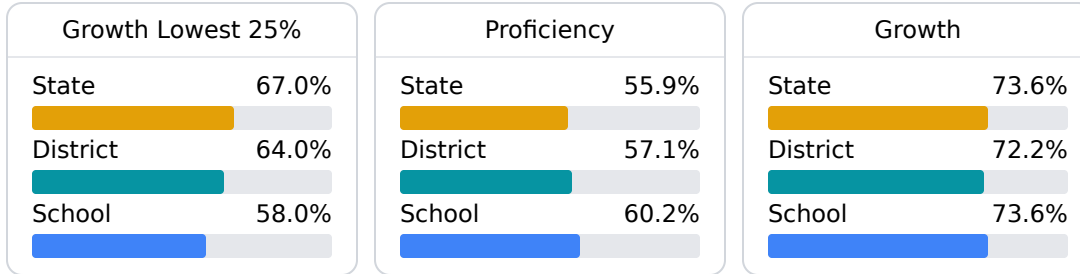 Growth Lowest 25%
State 67.0%
District 64.0%
School 58.0%
Proficiency
State 55.9%
District 57.1%
School 60.2%
Growth
State 73.6%
District 72.2%
School 73.6%